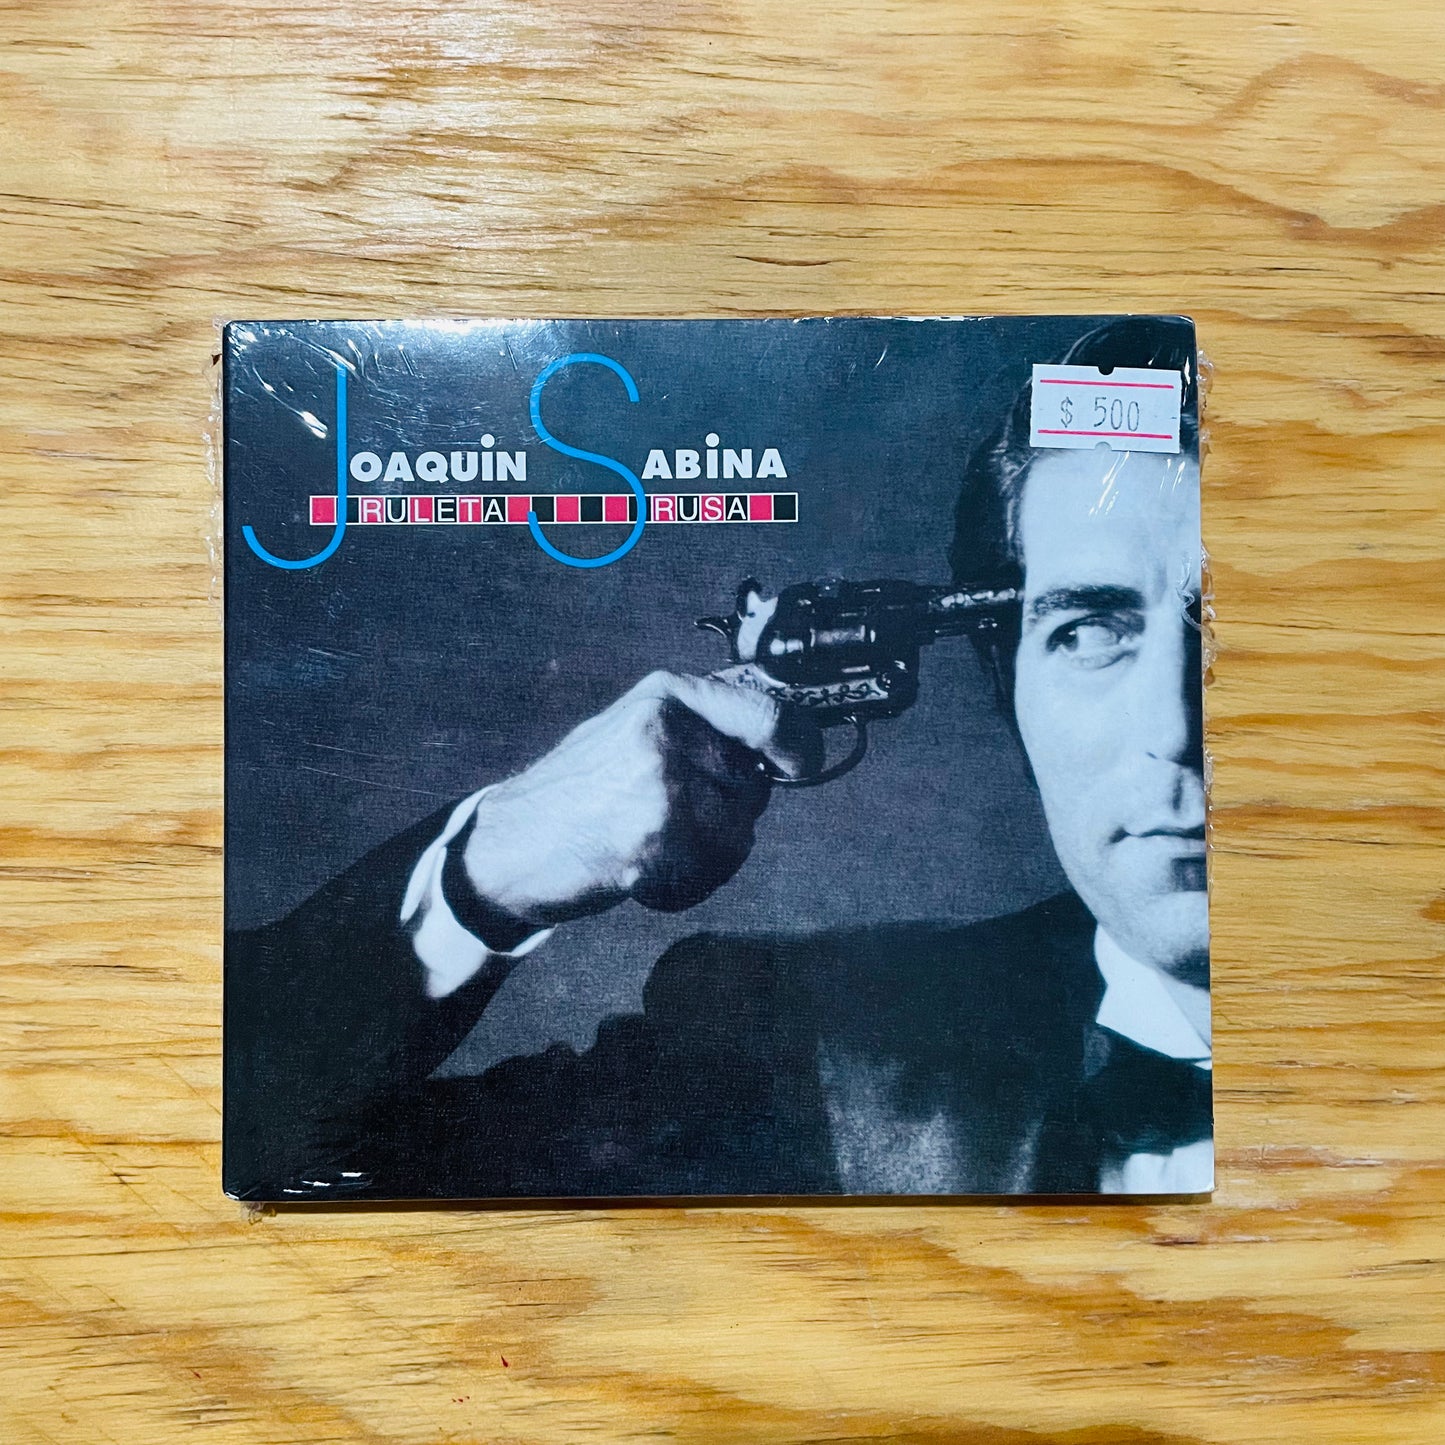 JOAQUIN SABINA
RULETA RUSA
$ 500